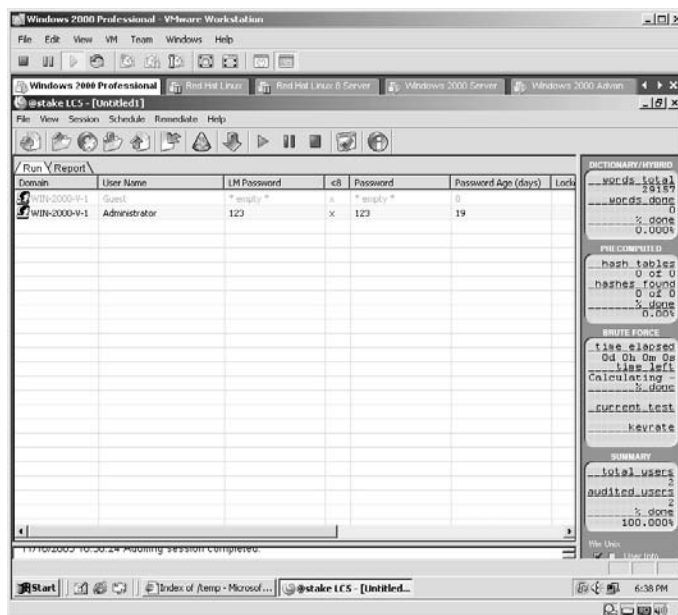 Windows 2000 Professional - VMware Workstation
File Edit View VM Team Windows Help
Windows 2000 Professional Red Hat Linux Red Hat Linux 8 Server Windows 2000 Server Windows 2000 Advan
@stake LC5 - [Untitled1]
File View Session Schedule Remediate Help
Run Report
Domain User Name LM Password <8 Password Password Age (days) Locke
WIN-2000-V-1 Guest * empty * x * empty * 0
WIN-2000-V-1 Administrator 123 x 123 19
DICTIONARY/HYBRID
words total
29157
words done
0
% done
0.000%
PRECOMPUTED
hash tables
0 of 0
hashes found
0 of 0
% done
0.00%
BRUTE FORCE
time elapsed
0d 0h 0m 0s
time left
Calculating -
% done
current test
keyrate
SUMMARY
total users
2
audited users
2
% done
100.000%
Win Unix
User Info
Auditing session completed.
Start Index of /temp - Microsof... @stake LC5 - [Untitled... 6:38 PM